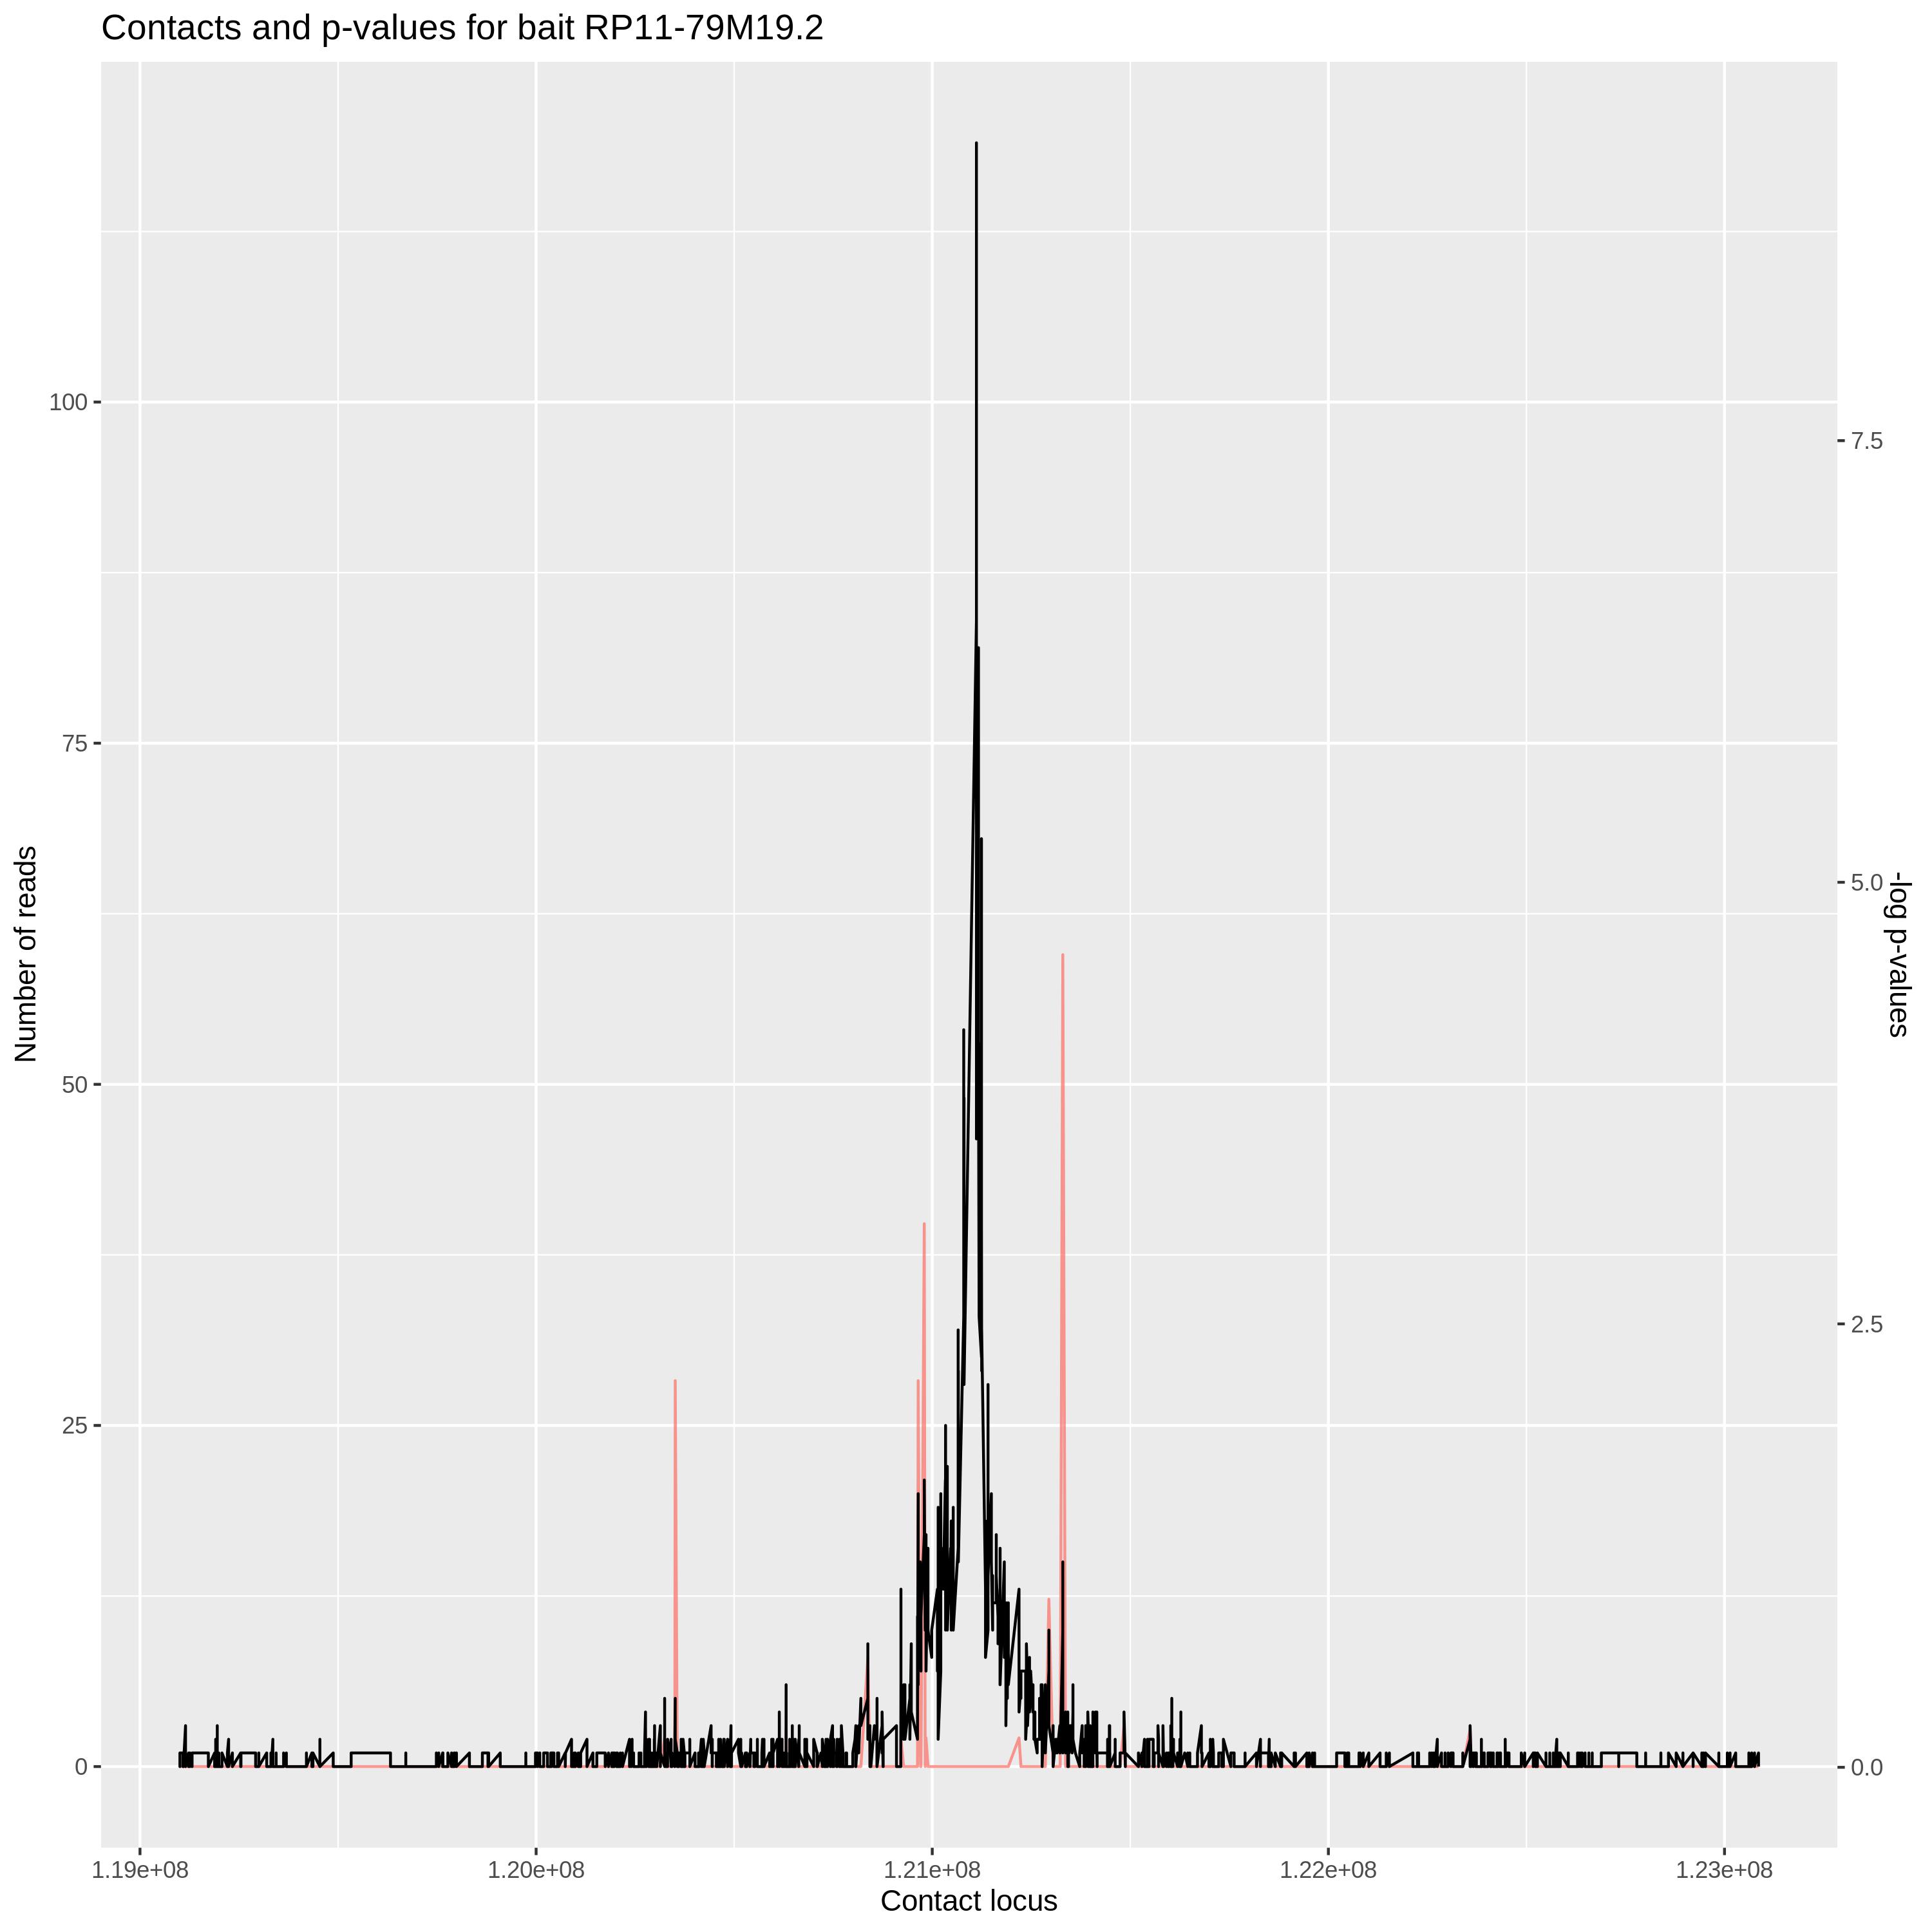 Contacts and p-values for bait RP11-79M19.2
Number of reads
100
75
50
25
0
7.5
5.0
2.5
0.0
-log p-values
1.19e+08
1.20e+08
1.21e+08
1.22e+08
1.23e+08
Contact locus